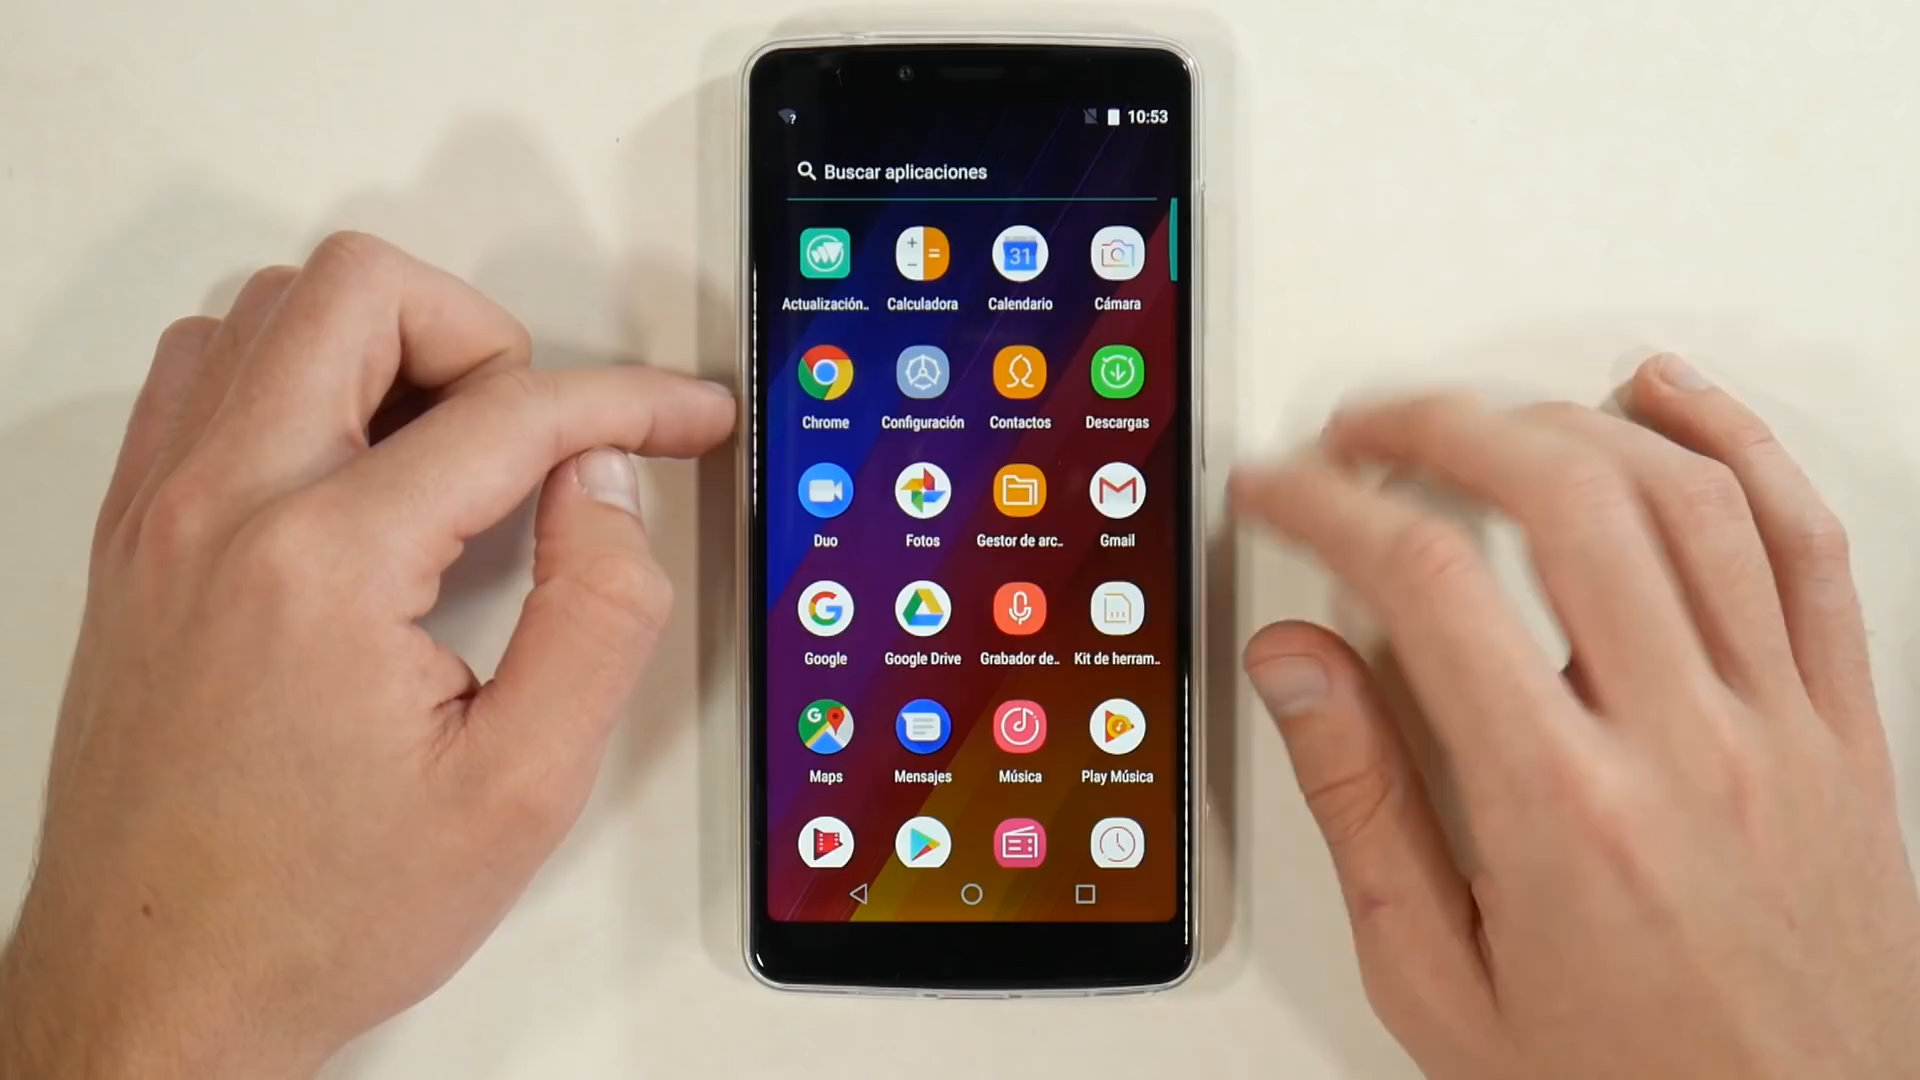 10:53
Buscar aplicaciones
Actualización.. Calculadora Calendario Cámara
31
Chrome Configuración Contactos Descargas
Duo Fotos Gestor de arc.. Gmail
Google Google Drive Grabador de.. Kit de herram..
Maps Mensajes Música Play Música